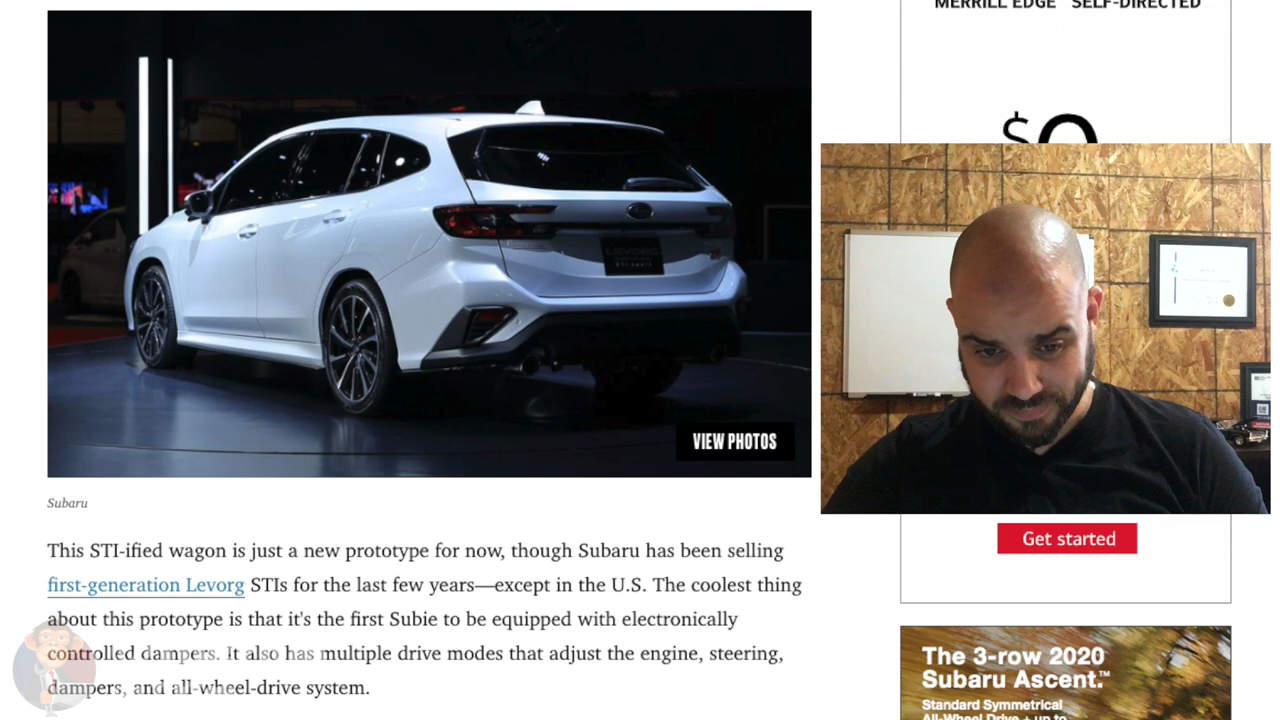 MERRILL EDGE SELF-DIRECTED
$0
LEVORG
STI Sport
VIEW PHOTOS
Subaru
This STI-ified wagon is just a new prototype for now, though Subaru has been selling
first-generation Levorg STIs for the last few years—except in the U.S. The coolest thing
about this prototype is that it's the first Subie to be equipped with electronically
controlled dampers. It also has multiple drive modes that adjust the engine, steering,
dampers, and all-wheel-drive system.
Get started
The 3-row 2020
Subaru Ascent.™
Standard Symmetrical
All-Wheel Drive + up to